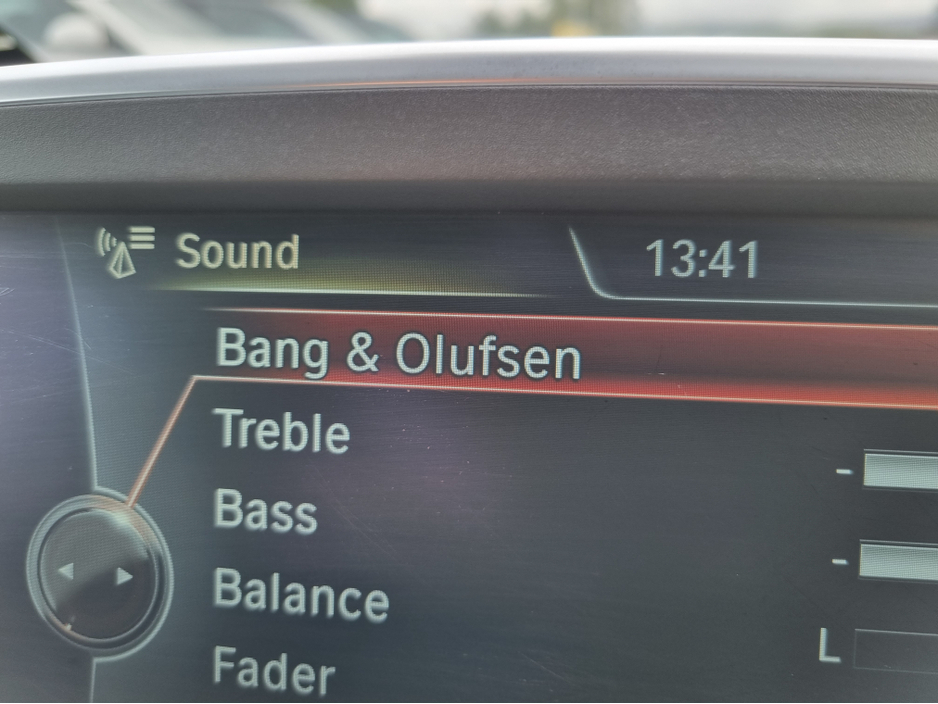 Sound
13:41
Bang & Olufsen
Treble
-
Bass
-
Balance
L
Fader